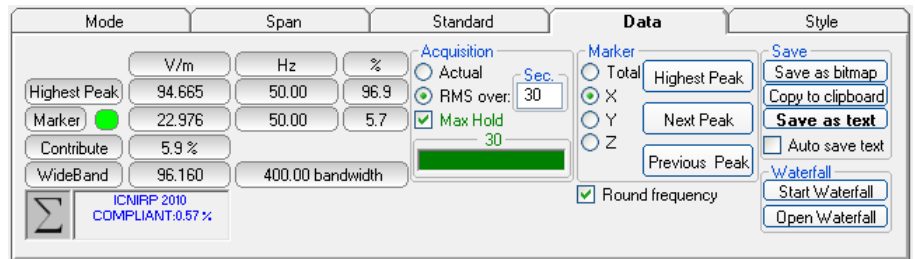 Mode Span Standard Data Style
V/m Hz %
Highest Peak 94.665 50.00 96.9
Marker 22.976 50.00 5.7
Contribute 5.9 %
WideBand 96.160 400.00 bandwidth
Σ ICNIRP 2010
COMPLIANT:0.57 %
Acquisition
Actual
RMS over: Sec. 30
Max Hold
30
Marker
Total Highest Peak
X
Y Next Peak
Z
Previous Peak
Round frequency
Save
Save as bitmap
Copy to clipboard
Save as text
Auto save text
Waterfall
Start Waterfall
Open Waterfall